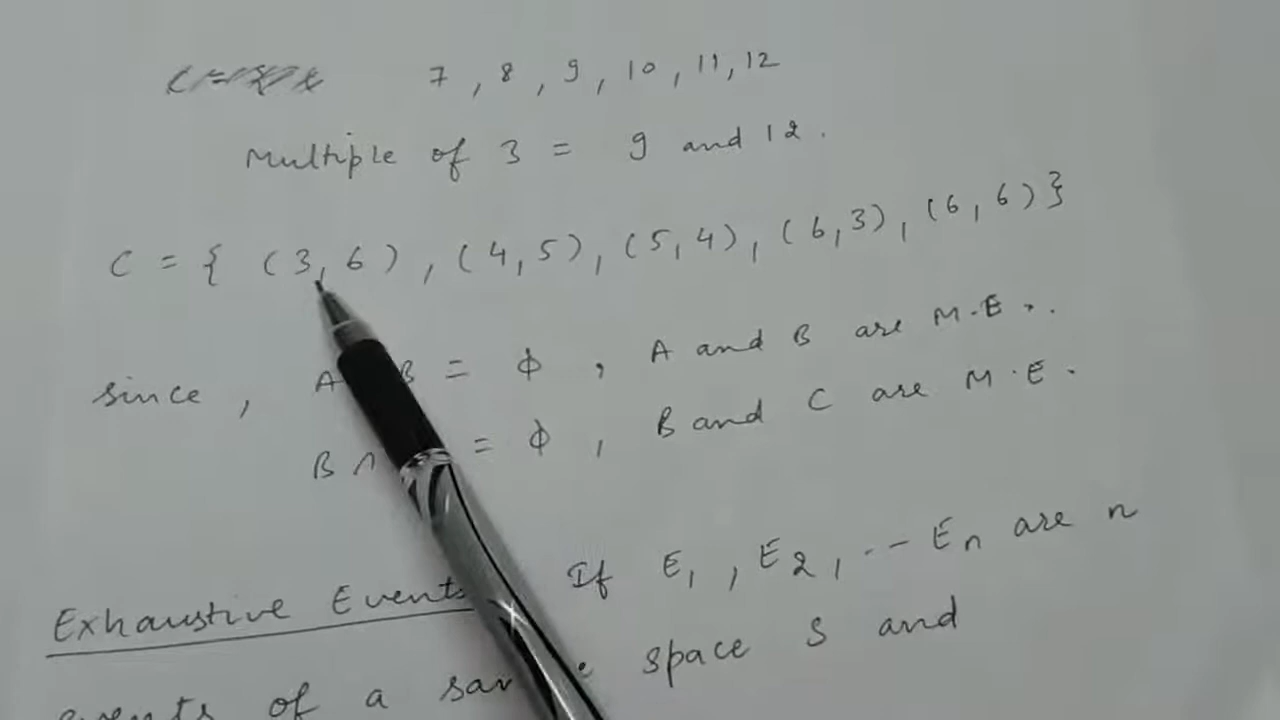 7 , 8 , 9 , 10 , 11 , 12
Multiple of 3 = 9 and 12 .
C = { (3,6) , (4,5) , (5,4) , (6,3) , (6,6) }
since , A B = ϕ , A and B are M.E..
B ∩ = ϕ , B and C are M.E.
Exhaustive Events If E1 , E2 , .-- En are n
of a space S and